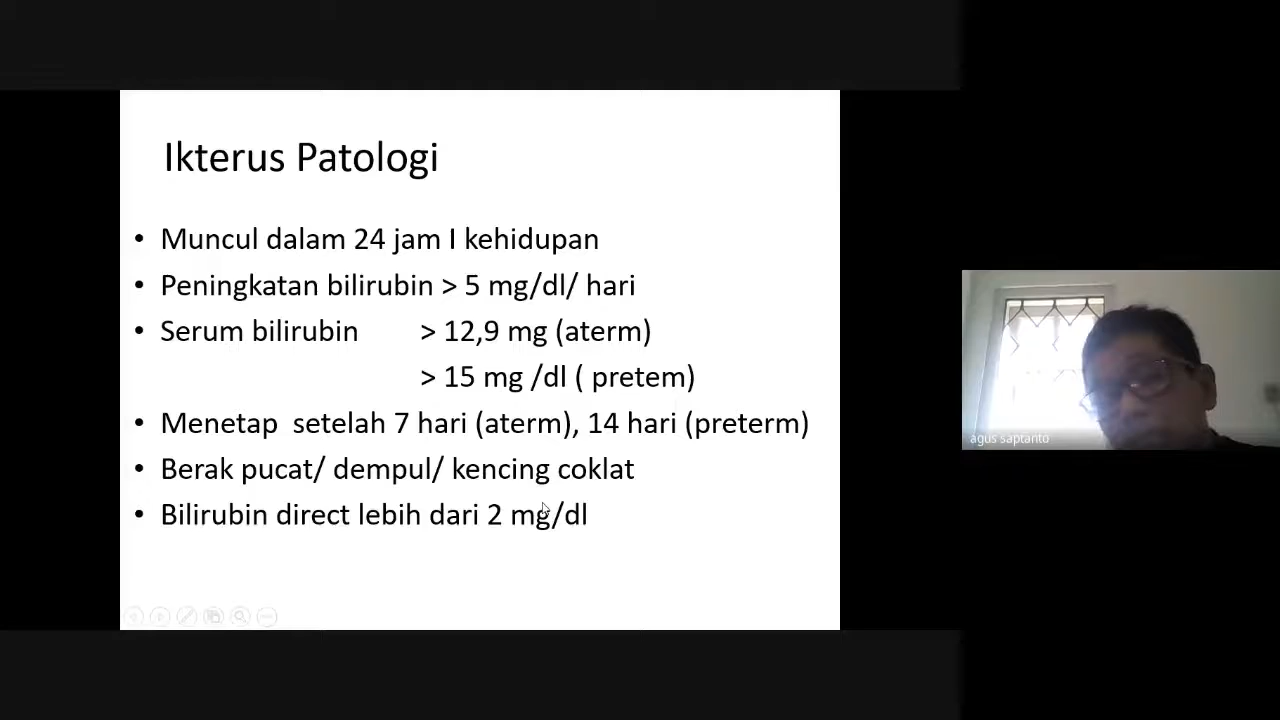 Ikterus Patologi
• Muncul dalam 24 jam I kehidupan
• Peningkatan bilirubin > 5 mg/dl/ hari
• Serum bilirubin > 12,9 mg (aterm)
> 15 mg /dl ( pretem)
• Menetap setelah 7 hari (aterm), 14 hari (preterm)
• Berak pucat/ dempul/ kencing coklat
• Bilirubin direct lebih dari 2 mg/dl
agus saptanto